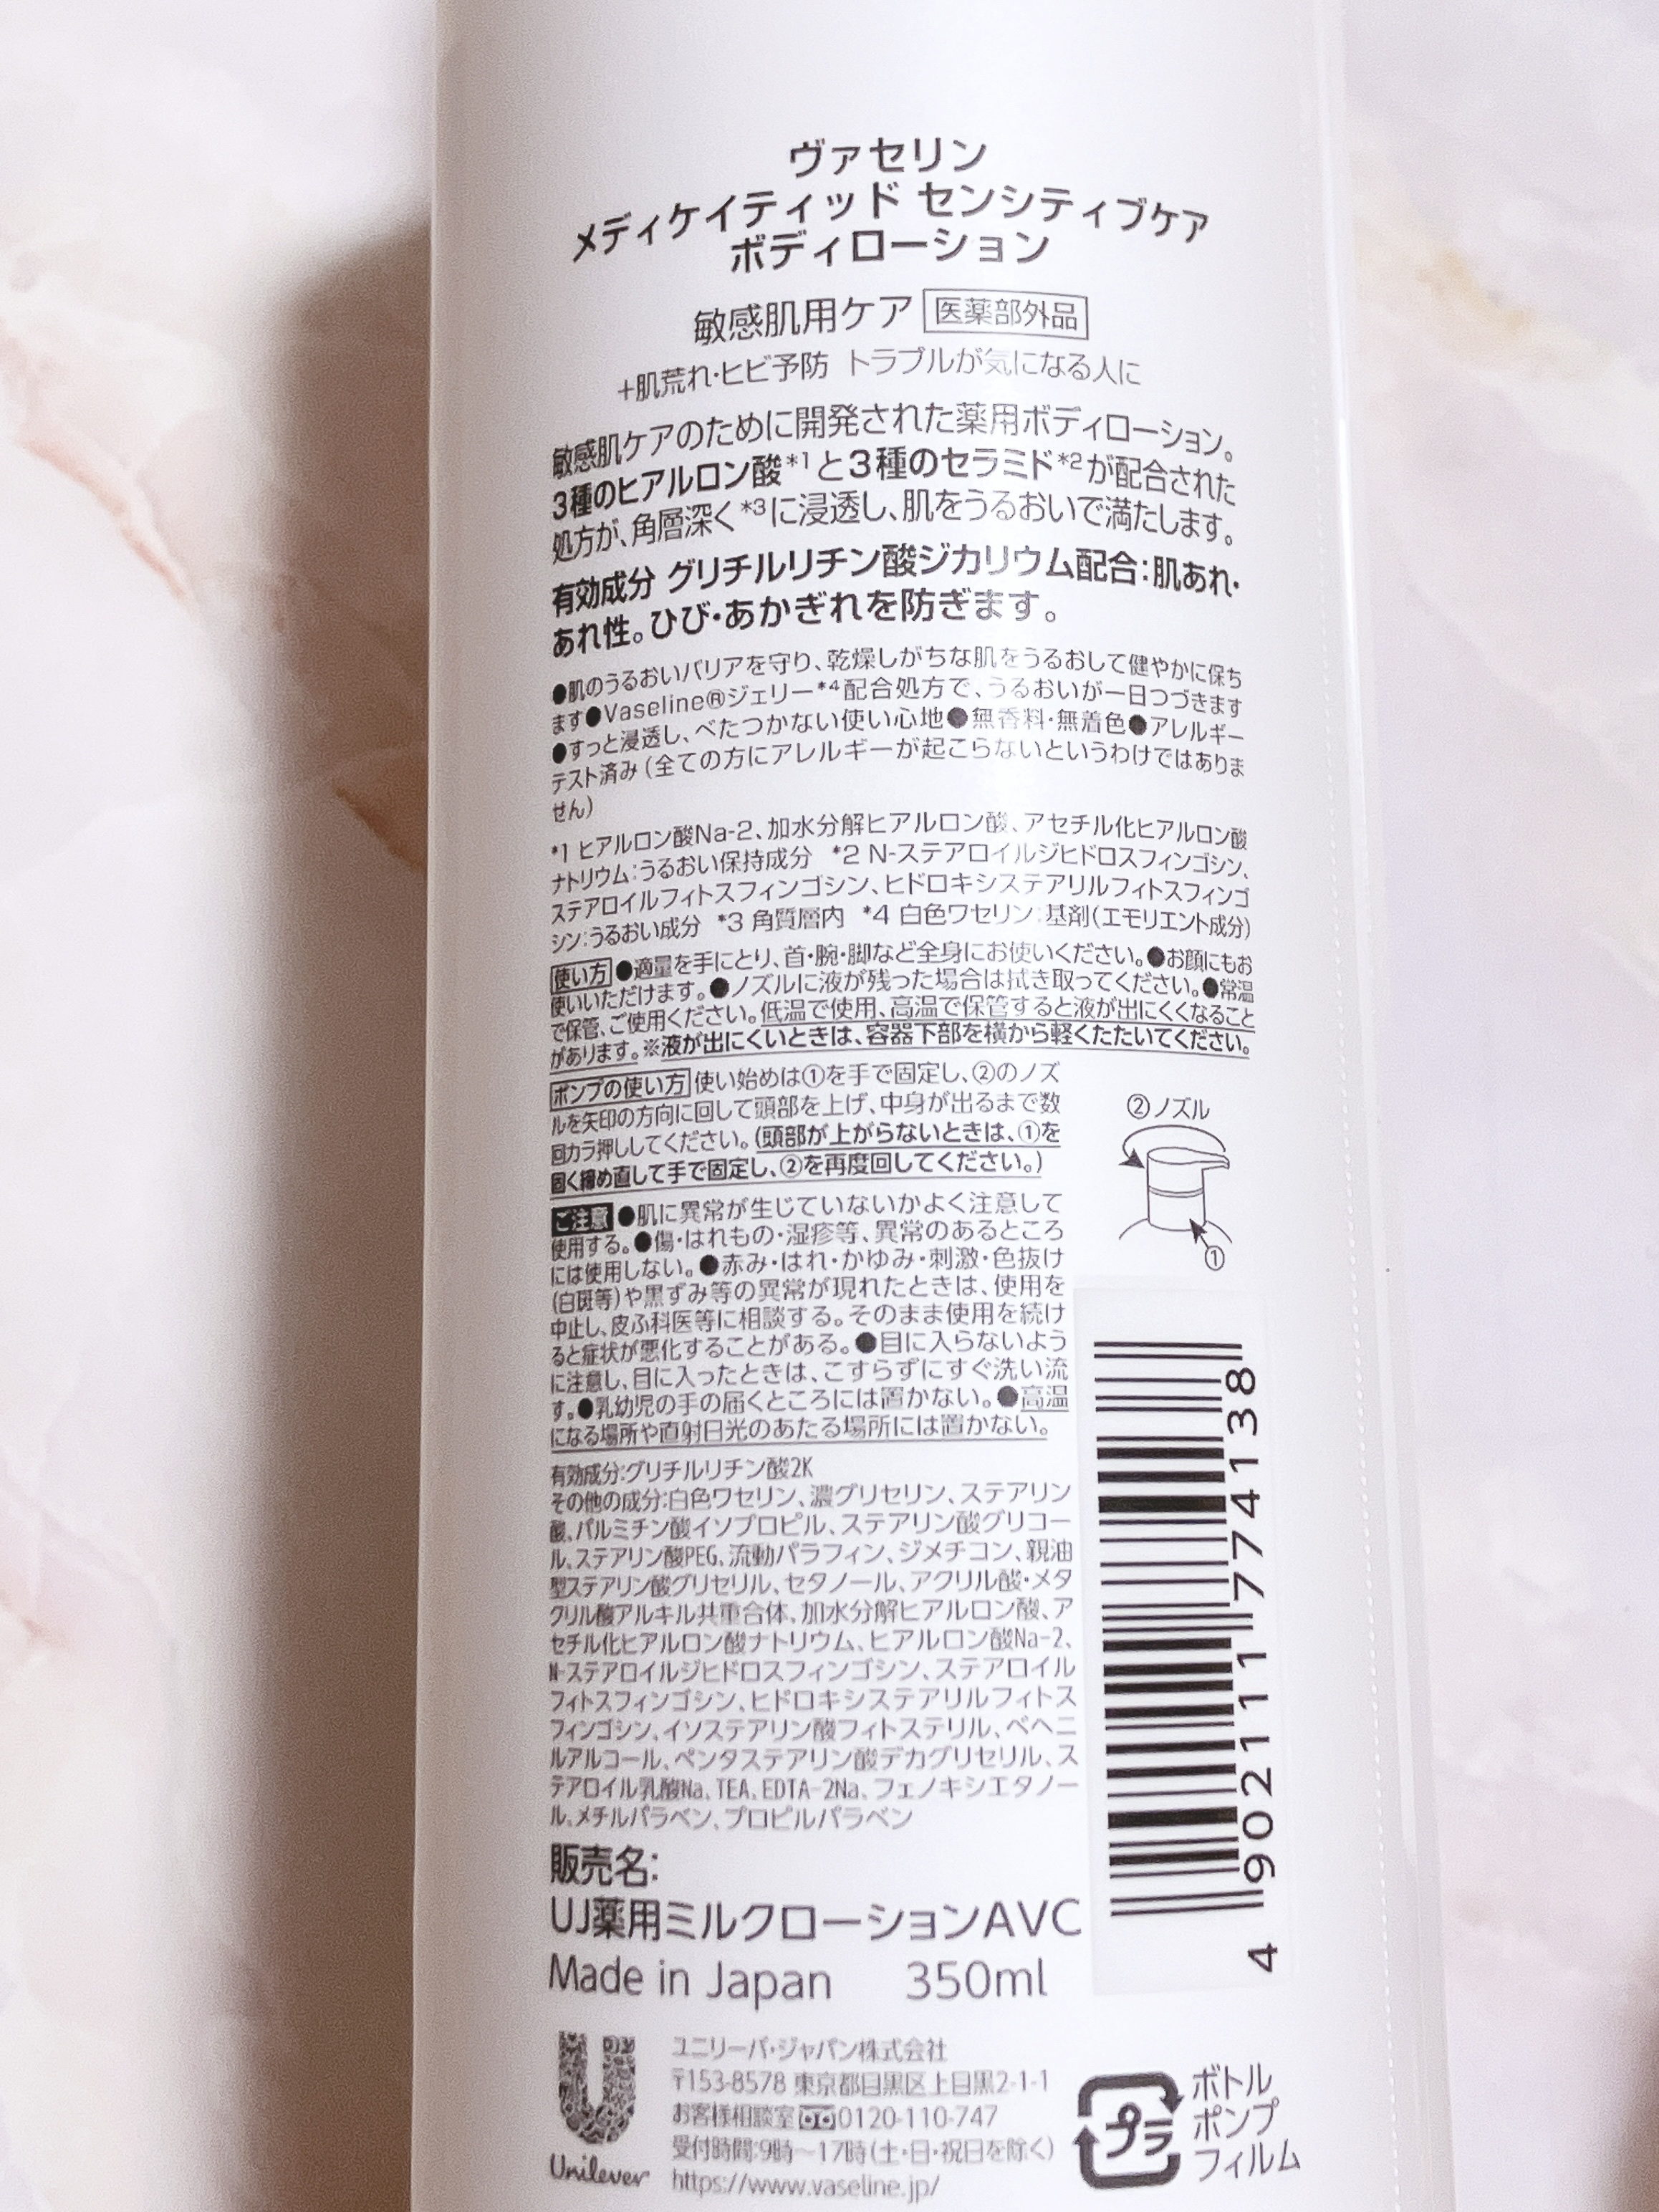 ヴァセリン
メディケイティッド センシティブケア
ボディローション
敏感肌用ケア 医薬部外品
+肌荒れ・ヒビ予防 トラブルが気になる人に
敏感肌ケアのために開発された薬用ボディローション。
3種のヒアルロン酸*1と3種のセラミド*2が配合された
処方が、角層深く*3に浸透し、肌をうるおいで満たします。
有効成分 グリチルリチン酸ジカリウム配合:肌あれ・
あれ性。ひび・あかぎれを防ぎます。
●肌のうるおいバリアを守り、乾燥しがちな肌をうるおして健やかに保ち
ます●Vaseline®ジェリー*4配合処方で、うるおいが一日つづきます
●すっと浸透し、べたつかない使い心地●無香料・無着色●アレルギー
テスト済み(全ての方にアレルギーが起こらないというわけではありま
せん)
*1 ヒアルロン酸Na-2、加水分解ヒアルロン酸、アセチル化ヒアルロン酸
ナトリウム:うるおい保持成分 *2 N-ステアロイルジヒドロスフィンゴシン、
ステアロイルフィトスフィンゴシン、ヒドロキシステアリルフィトスフィンゴ
シン:うるおい成分 *3 角質層内 *4 白色ワセリン:基剤(エモリエント成分)
使い方 ●適量を手にとり、首・腕・脚など全身にお使いください。●お顔にもお
使いいただけます。●ノズルに液が残った場合は拭き取ってください。●常温
で保管、ご使用ください。低温で使用、高温で保管すると液が出にくくなること
があります。※液が出にくいときは、容器下部を横から軽くたたいてください。
ポンプの使い方 使い始めは①を手で固定し、②のノズ
ルを矢印の方向に回して頭部を上げ、中身が出るまで数
回カラ押ししてください。(頭部が上がらないときは、①を
固く締め直して手で固定し、②を再度回してください。)
②ノズル
①
ご注意 ●肌に異常が生じていないかよく注意して
使用する。●傷・はれもの・湿疹等、異常のあるところ
には使用しない。●赤み・はれ・かゆみ・刺激・色抜け
(白斑等)や黒ずみ等の異常が現れたときは、使用を
中止し、皮ふ科医等に相談する。そのまま使用を続け
ると症状が悪化することがある。●目に入らないよう
に注意し、目に入ったときは、こすらずにすぐ洗い流
す。●乳幼児の手の届くところには置かない。●高温
になる場所や直射日光のあたる場所には置かない。
有効成分:グリチルリチン酸2K
その他の成分:白色ワセリン、濃グリセリン、ステアリン
酸、パルミチン酸イソプロピル、ステアリン酸グリコー
ル、ステアリン酸PEG、流動パラフィン、ジメチコン、親油
型ステアリン酸グリセリル、セタノール、アクリル酸・メタ
クリル酸アルキル共重合体、加水分解ヒアルロン酸、ア
セチル化ヒアルロン酸ナトリウム、ヒアルロン酸Na-2、
N-ステアロイルジヒドロスフィンゴシン、ステアロイル
フィトスフィンゴシン、ヒドロキシステアリルフィトス
フィンゴシン、イソステアリン酸フィトステリル、ベヘニ
ルアルコール、ペンタステアリン酸デカグリセリル、ス
テアロイル乳酸Na、TEA、EDTA-2Na、フェノキシエタノー
ル、メチルパラベン、プロピルパラベン
4 902111 774138
販売名:
UJ薬用ミルクローションAVC
Made in Japan 350ml
Unilever
ユニリーバ・ジャパン株式会社
〒153-8578 東京都目黒区上目黒2-1-1
お客様相談室 0120-110-747
受付時間:9時～17時(土・日・祝日を除く)
https://www.vaseline.jp/
プラ
ボトル
ポンプ
フィルム